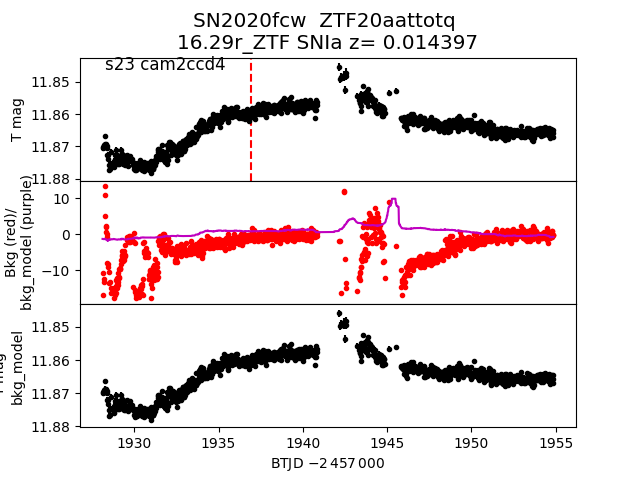 SN2020fcw ZTF20aattotq
16.29r_ZTF SNIa z= 0.014397
s23 cam2ccd4
T mag
11.85
11.86
11.87
11.88
Bkg (red)/
bkg_model (purple)
10
0
−10
mag
bkg_model
11.85
11.86
11.87
11.88
1930
1935
1940
1945
1950
1955
BTJD −2 457 000